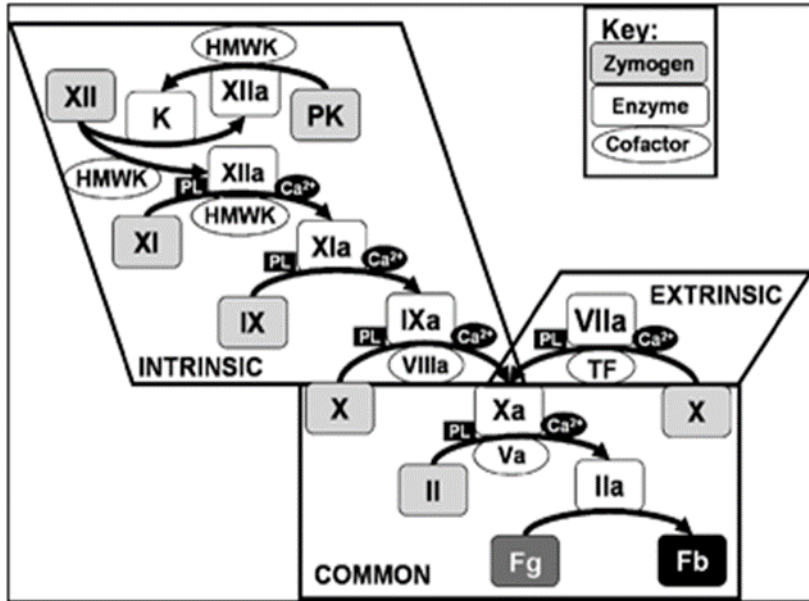 Key:
Zymogen
Enzyme
Cofactor
HMWK
XII
K
XIIa
PK
HMWK
XIIa
PL
Ca²⁺
HMWK
XI
XIa
PL
Ca²⁺
IX
IXa
PL
Ca²⁺
VIIIa
INTRINSIC
EXTRINSIC
VIIa
PL
Ca²⁺
TF
X
Xa
X
PL
Ca²⁺
Va
II
IIa
Fg
Fb
COMMON